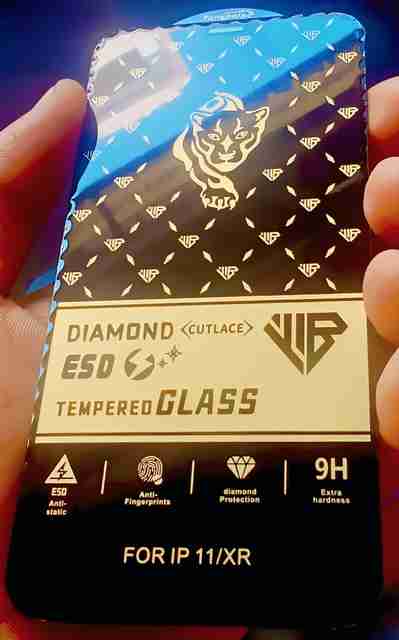 DIAMOND <CUTLACE>
ESD
TEMPERED GLASS
ESD Anti-static
Anti-Fingerprints
diamond Protection
9H Extra hardness
FOR IP 11/XR